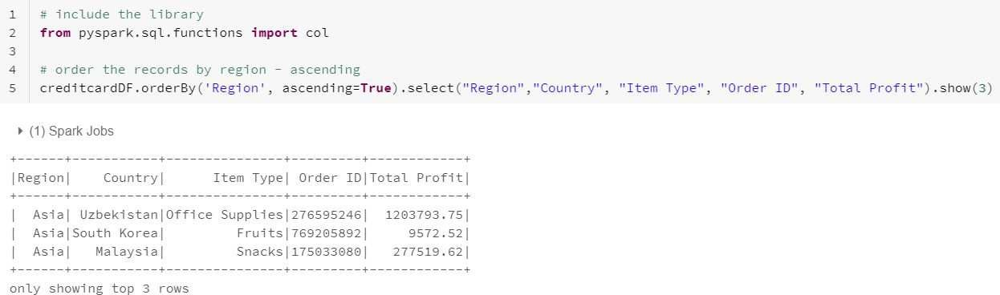 1 # include the library
2 from pyspark.sql.functions import col
3
4 # order the records by region - ascending
5 creditcardDF.orderBy('Region', ascending=True).select("Region","Country", "Item Type", "Order ID", "Total Profit").show(3)
(1) Spark Jobs
+------+-----------+---------------+---------+------------+
|Region|    Country|      Item Type| Order ID|Total Profit|
+------+-----------+---------------+---------+------------+
|  Asia| Uzbekistan|Office Supplies|276595246|  1203793.75|
|  Asia|South Korea|         Fruits|769205892|     9572.52|
|  Asia|   Malaysia|         Snacks|175033080|   277519.62|
+------+-----------+---------------+---------+------------+
only showing top 3 rows